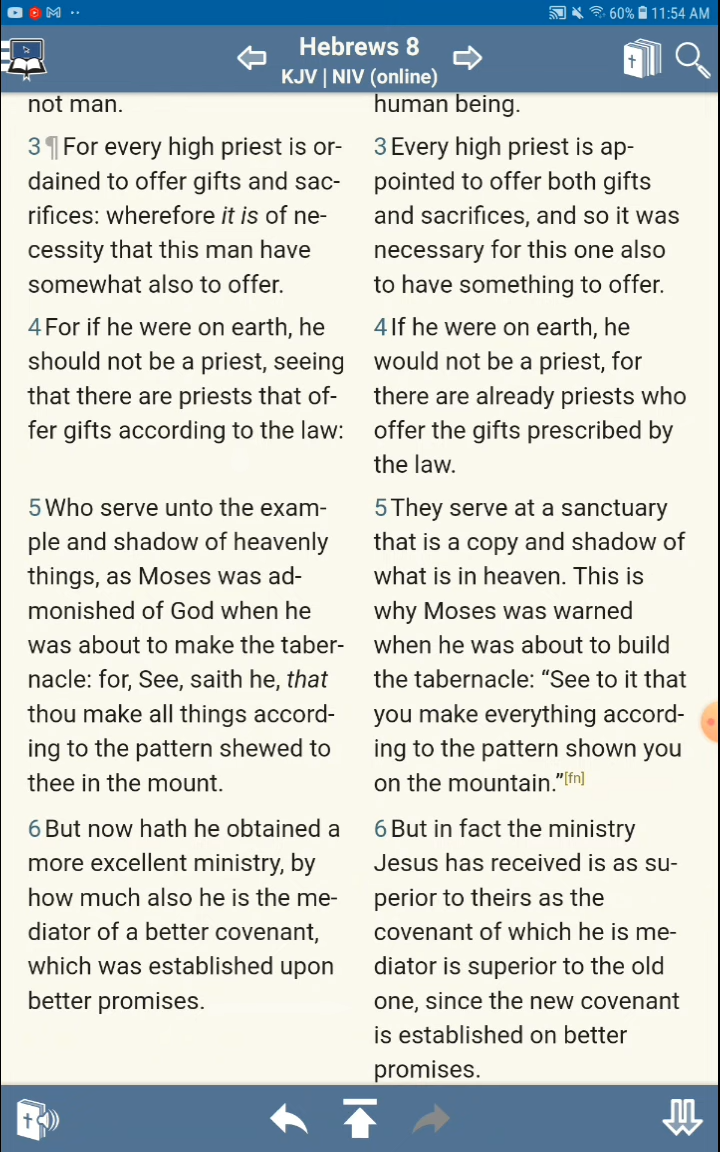 60% 11:54 AM
Hebrews 8
KJV | NIV (online)
not man.
3 ¶ For every high priest is or-
dained to offer gifts and sac-
rifices: wherefore it is of ne-
cessity that this man have
somewhat also to offer.
4 For if he were on earth, he
should not be a priest, seeing
that there are priests that of-
fer gifts according to the law:
5 Who serve unto the exam-
ple and shadow of heavenly
things, as Moses was ad-
monished of God when he
was about to make the taber-
nacle: for, See, saith he, that
thou make all things accord-
ing to the pattern shewed to
thee in the mount.
6 But now hath he obtained a
more excellent ministry, by
how much also he is the me-
diator of a better covenant,
which was established upon
better promises.
human being.
3 Every high priest is ap-
pointed to offer both gifts
and sacrifices, and so it was
necessary for this one also
to have something to offer.
4 If he were on earth, he
would not be a priest, for
there are already priests who
offer the gifts prescribed by
the law.
5 They serve at a sanctuary
that is a copy and shadow of
what is in heaven. This is
why Moses was warned
when he was about to build
the tabernacle: “See to it that
you make everything accord-
ing to the pattern shown you
on the mountain.”[fn]
6 But in fact the ministry
Jesus has received is as su-
perior to theirs as the
covenant of which he is me-
diator is superior to the old
one, since the new covenant
is established on better
promises.